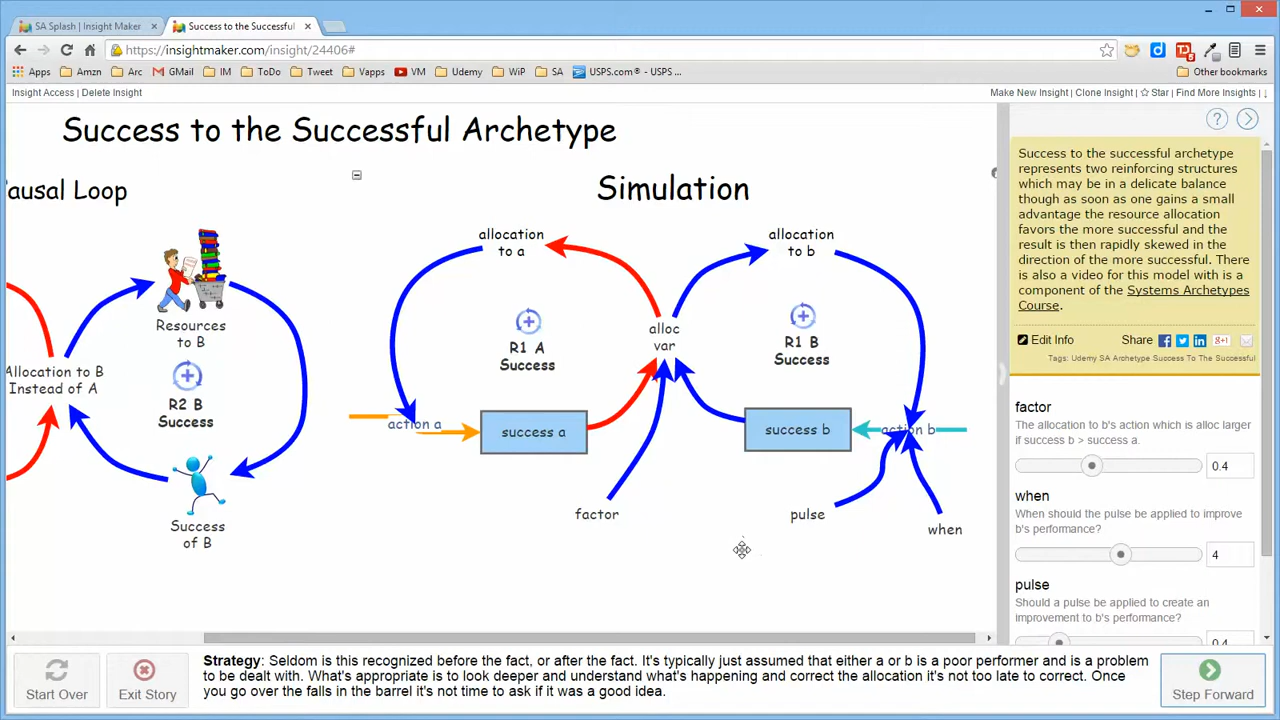 SA Splash | Insight Maker
Success to the Successful
https://insightmaker.com/insight/24406#
Apps Amzn Arc GMail IM ToDo Tweet Vapps VM Udemy WiP SA USPS.com® - USPS ... Other bookmarks
Insight Access | Delete Insight
Make New Insight | Clone Insight | Star | Find More Insights |
Success to the Successful Archetype
ausal Loop
Simulation
Resources
to B
Allocation to B
Instead of A
R2 B
Success
Success
of B
allocation
to a
allocation
to b
alloc
var
R1 A
Success
R1 B
Success
action a
success a
success b
action b
factor
pulse
when
Success to the successful archetype
represents two reinforcing structures
which may be in a delicate balance
though as soon as one gains a small
advantage the resource allocation
favors the more successful and the
result is then rapidly skewed in the
direction of the more successful. There
is also a video for this model with is a
component of the Systems Archetypes
Course.
Edit Info
Share
Tags: Udemy SA Archetype Success To The Successful
factor
The allocation to b's action which is alloc larger
if success b > success a.
0.4
when
When should the pulse be applied to improve
b's performance?
4
pulse
Should a pulse be applied to create an
improvement to b's performance?
0.4
Start Over
Exit Story
Strategy: Seldom is this recognized before the fact, or after the fact. It's typically just assumed that either a or b is a poor performer and is a problem
to be dealt with. What's appropriate is to look deeper and understand what's happening and correct the allocation it's not too late to correct. Once
you go over the falls in the barrel it's not time to ask if it was a good idea.
Step Forward